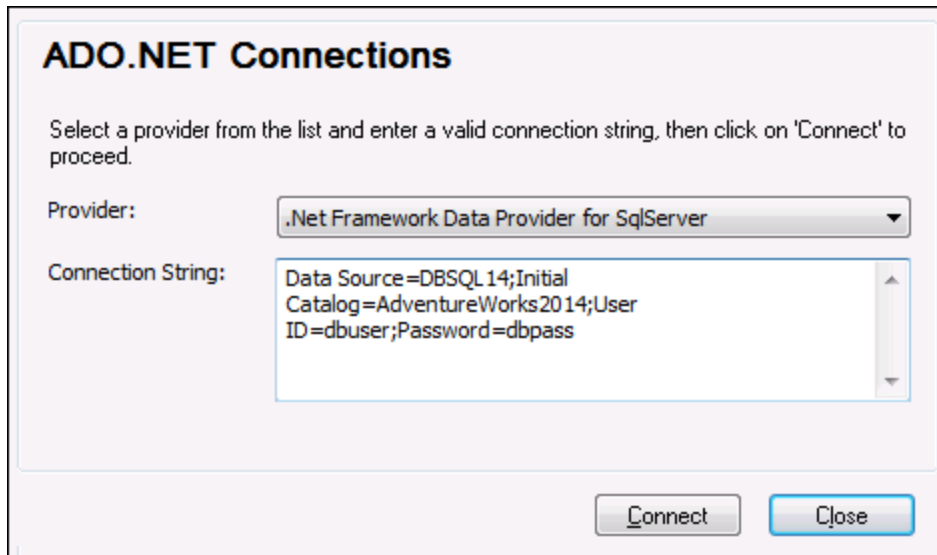 ADO.NET Connections
Select a provider from the list and enter a valid connection string, then click on 'Connect' to
proceed.
Provider:
.Net Framework Data Provider for SqlServer
Connection String:
Data Source=DBSQL14;Initial
Catalog=AdventureWorks2014;User
ID=dbuser;Password=dbpass
Connect
Close